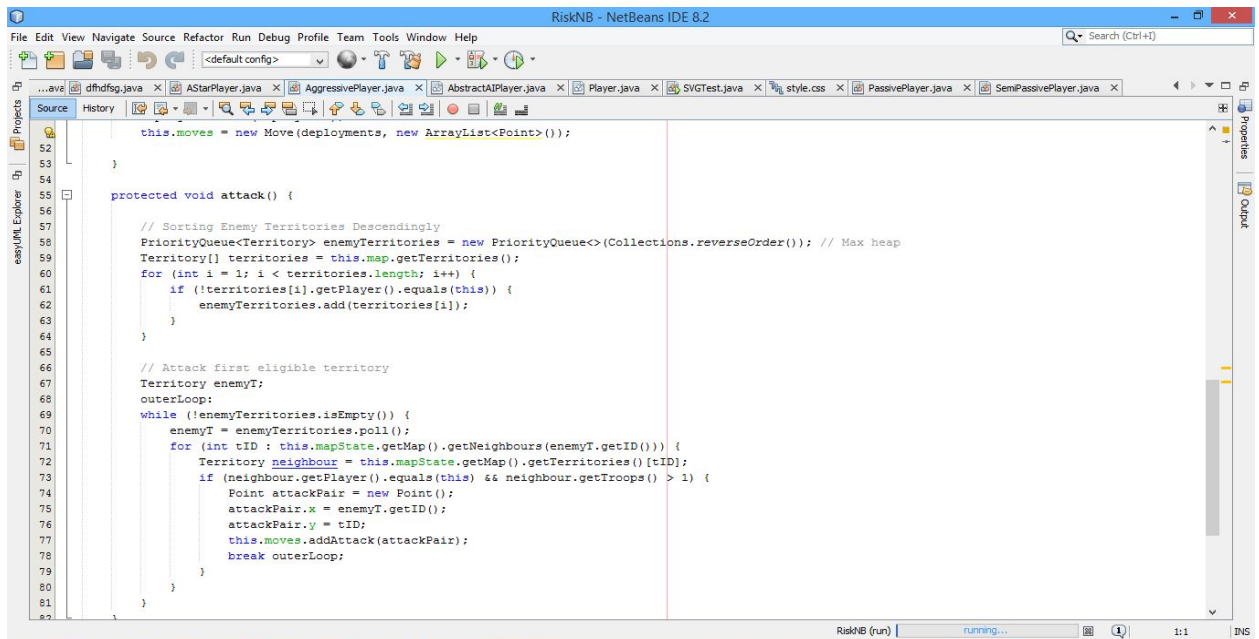 RiskNB - NetBeans IDE 8.2
File Edit View Navigate Source Refactor Run Debug Profile Team Tools Window Help
Search (Ctrl+I)
<default config>
...ava dfhdfsg.java AStarPlayer.java AggressivePlayer.java AbstractAIPlayer.java Player.java SVGTest.java style.css PassivePlayer.java SemiPassivePlayer.java
Source History
Projects
easyUML Explorer
Properties
Output
this.moves = new Move(deployments, new ArrayList<Point>());
52
53 }
54
55 protected void attack() {
56
57 // Sorting Enemy Territories Descendingly
58 PriorityQueue<Territory> enemyTerritories = new PriorityQueue<>(Collections.reverseOrder()); // Max heap
59 Territory[] territories = this.map.getTerritories();
60 for (int i = 1; i < territories.length; i++) {
61 if (!territories[i].getPlayer().equals(this)) {
62 enemyTerritories.add(territories[i]);
63 }
64 }
65
66 // Attack first eligible territory
67 Territory enemyT;
68 outerLoop:
69 while (!enemyTerritories.isEmpty()) {
70 enemyT = enemyTerritories.poll();
71 for (int tID : this.mapState.getMap().getNeighbours(enemyT.getID())) {
72 Territory neighbour = this.mapState.getMap().getTerritories()[tID];
73 if (neighbour.getPlayer().equals(this) && neighbour.getTroops() > 1) {
74 Point attackPair = new Point();
75 attackPair.x = enemyT.getID();
76 attackPair.y = tID;
77 this.moves.addAttack(attackPair);
78 break outerLoop;
79 }
80 }
81 }
82 }
RiskNB (run) running... 1 1:1 INS